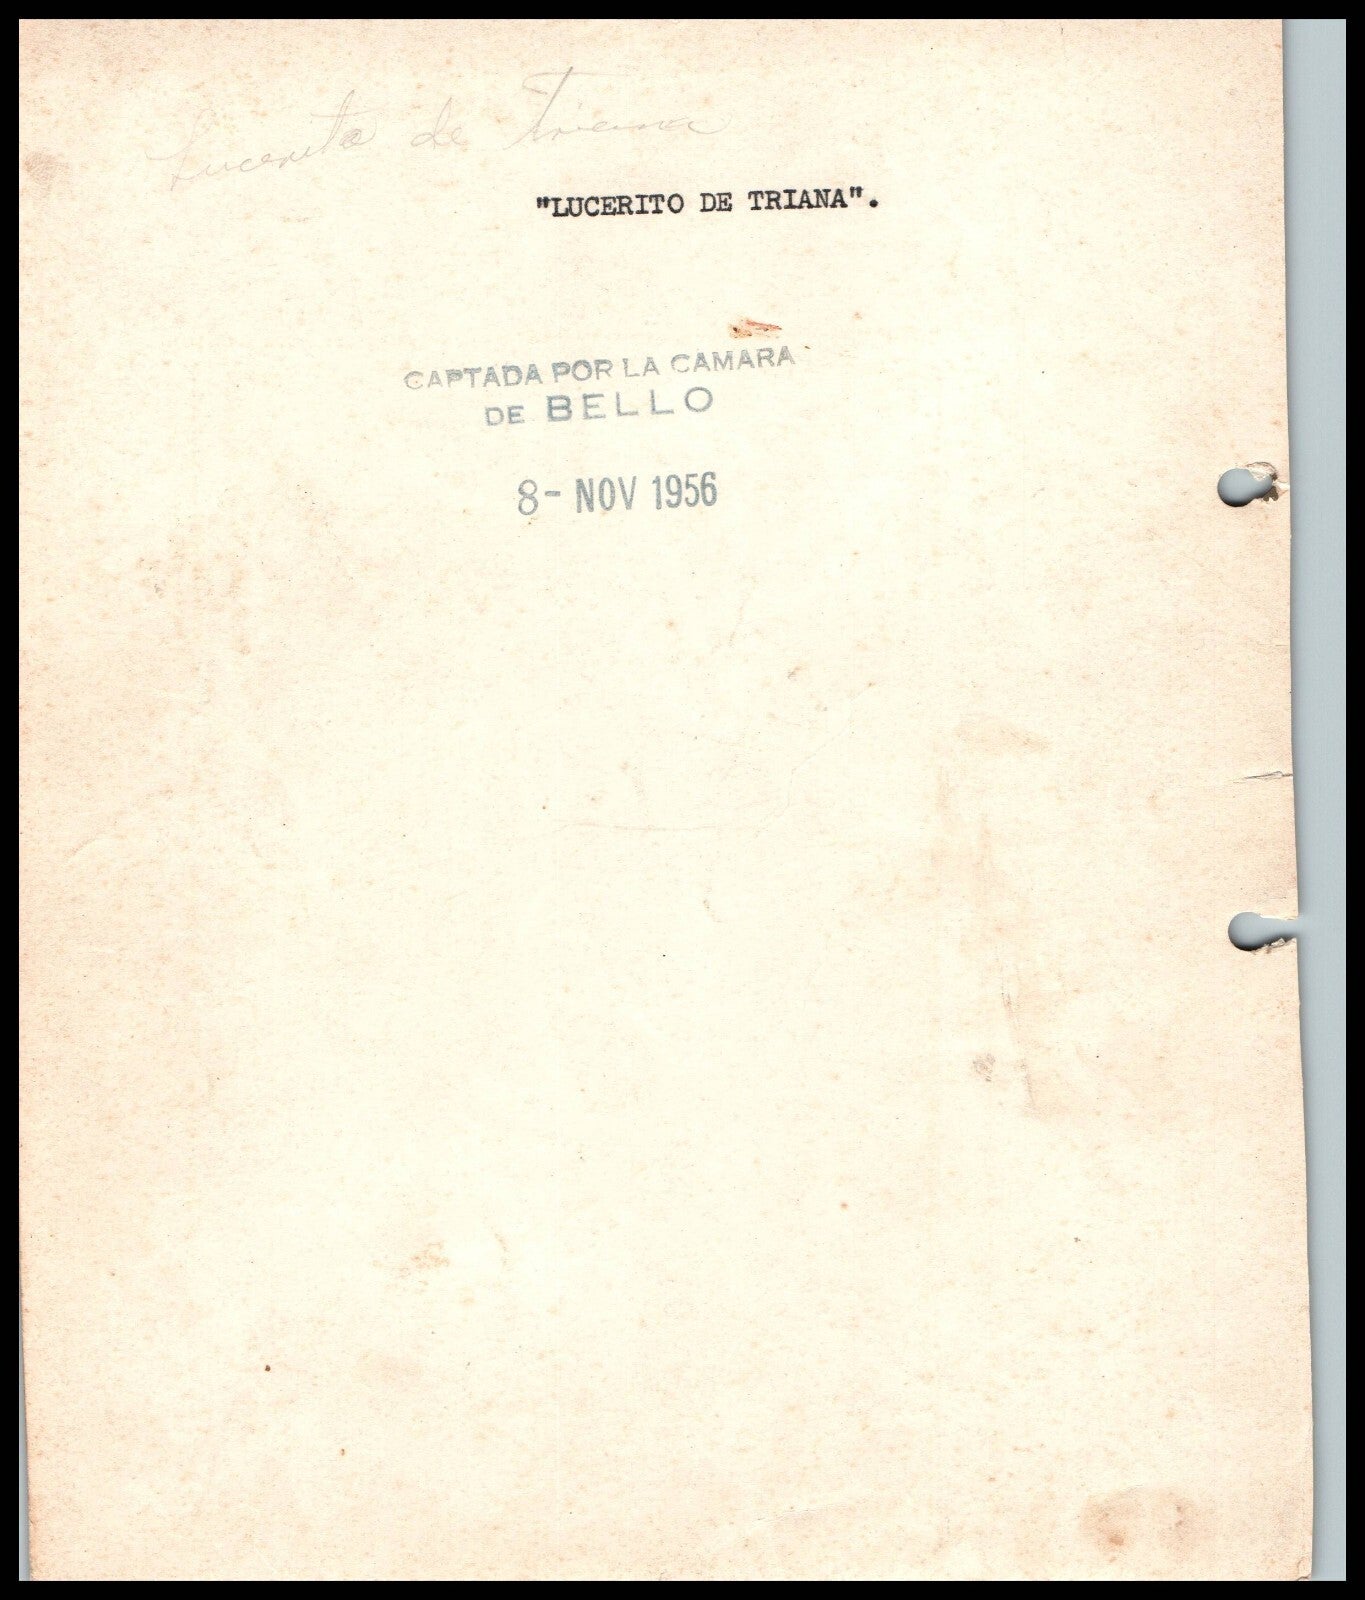 Lucerito de Triana
"LUCERITO DE TRIANA".
CAPTADA POR LA CAMARA
DE BELLO
8- NOV 1956